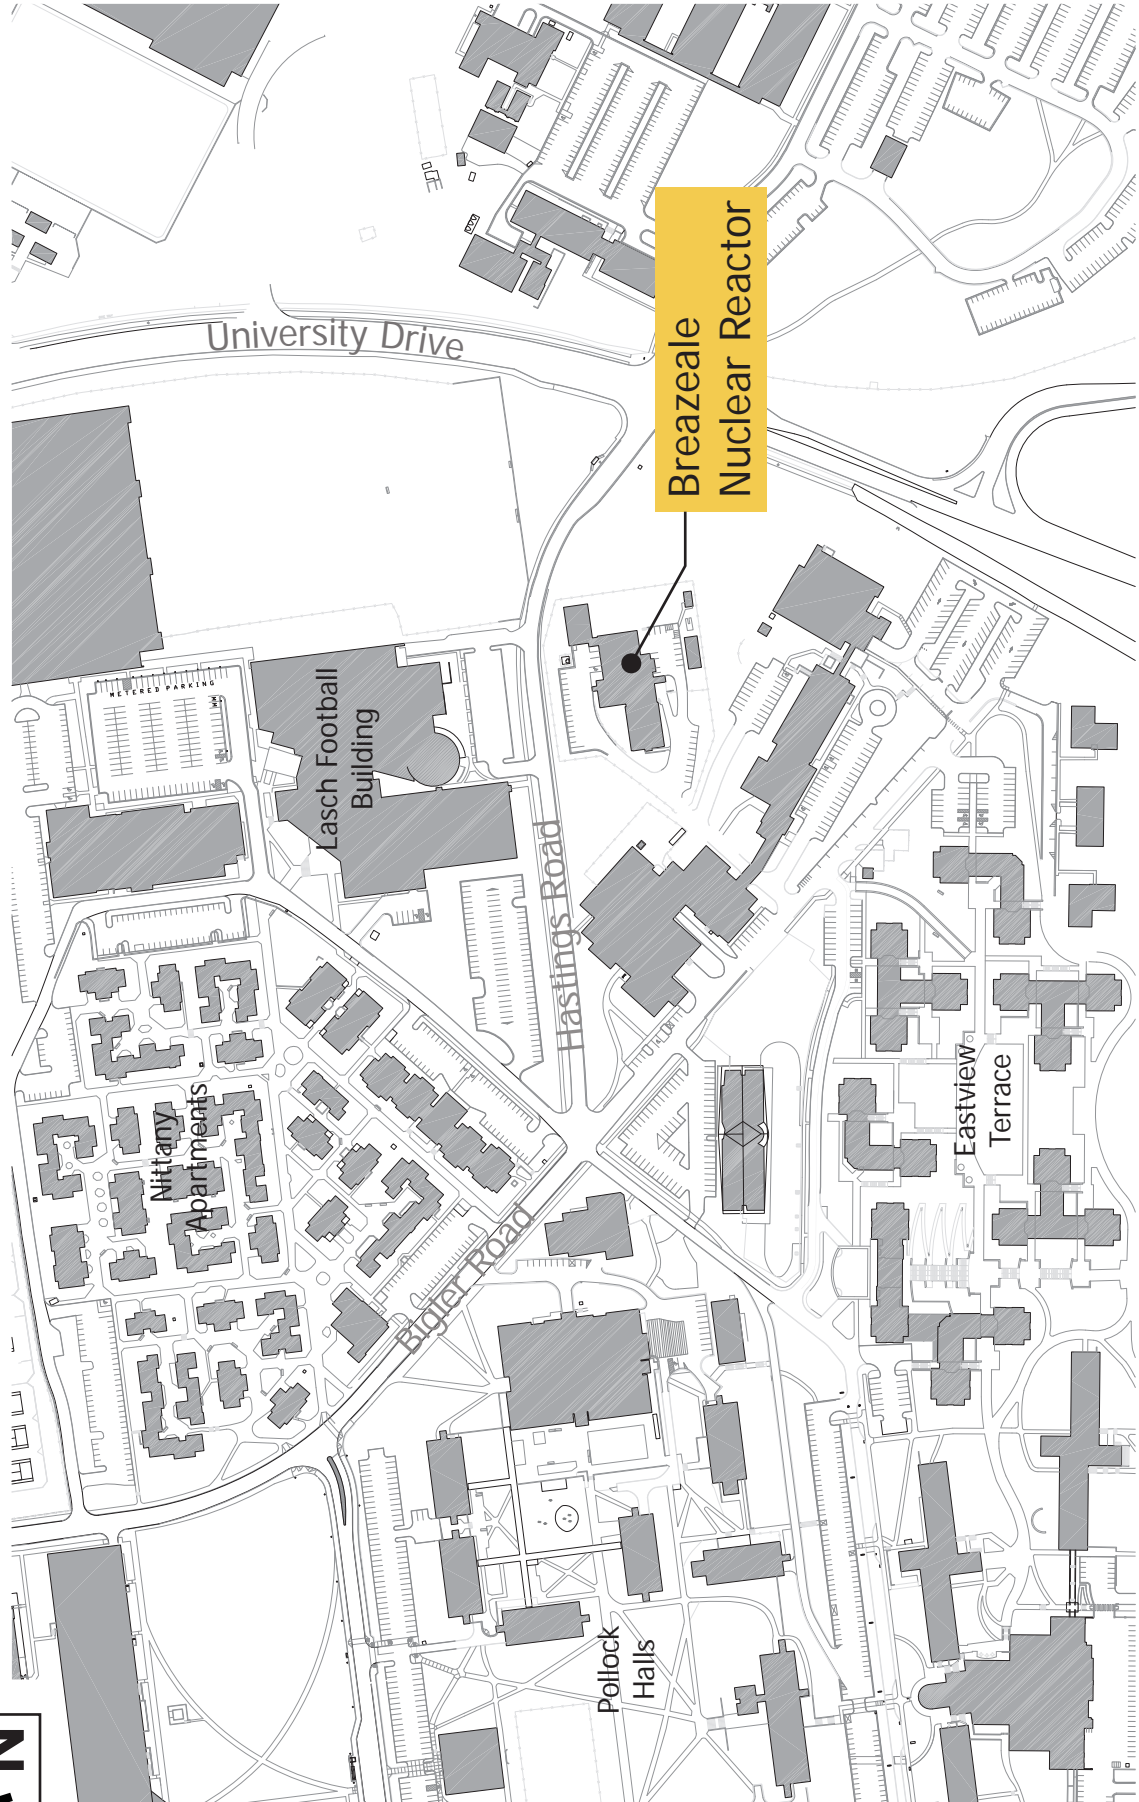 University Drive
Breazeale
Nuclear Reactor
METERED PARKING
Lasch Football
Building
Hastings Road
Nittany
Apartments
Eastview
Terrace
Bigler Road
Pollock
Halls